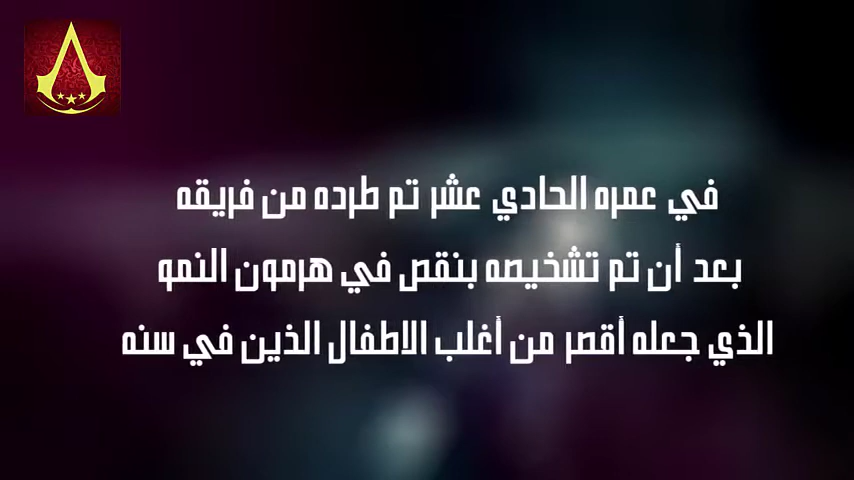 في عمره الحادي عشر تم طرده من فريقه
بعد أن تم تشخيصه بنقص في هرمون النمو
الذي جعله أقصر من أغلب الاطفال الذين في سنه